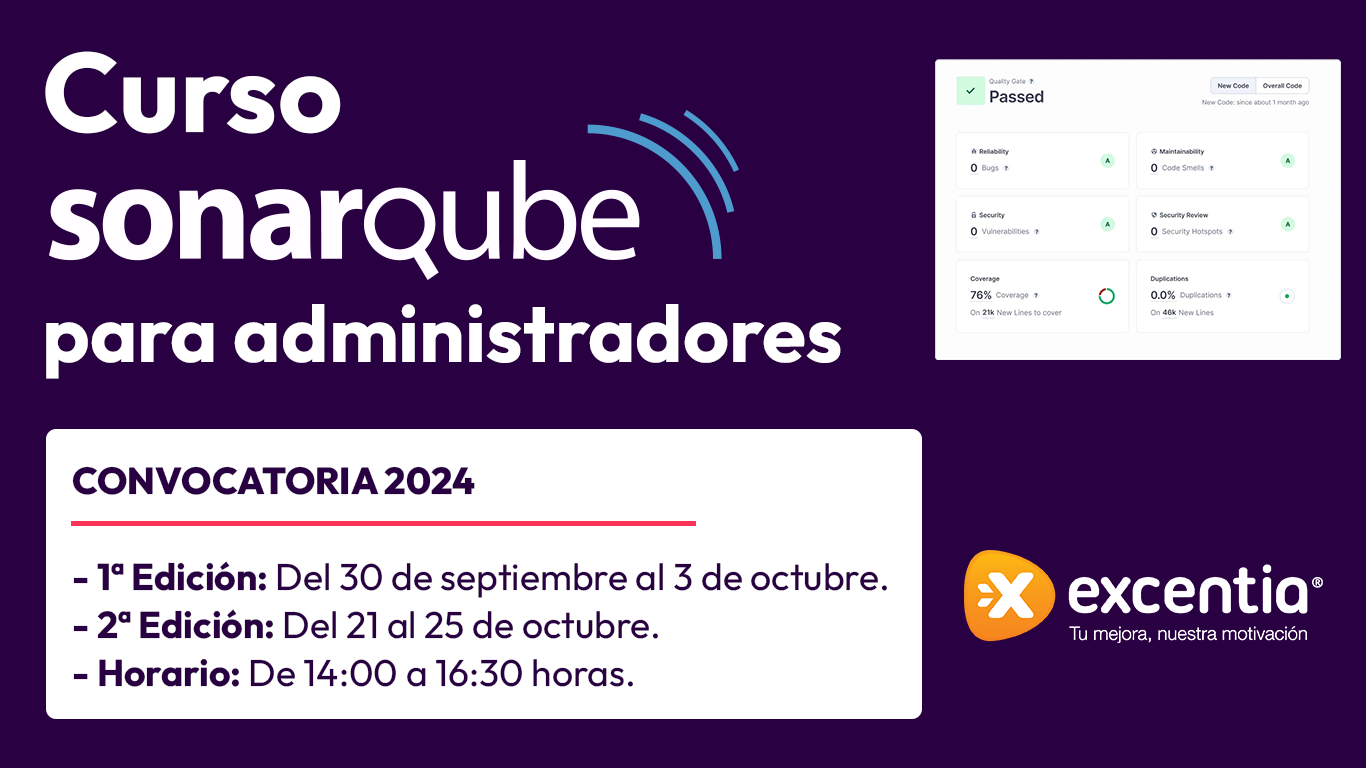 Curso
sonarqube
para administradores
Quality Gate ?
Passed
New Code Overall Code
New Code: since about 1 month ago
Reliability
0 Bugs ?
A
Maintainability
0 Code Smells ?
A
Security
0 Vulnerabilities ?
A
Security Review
0 Security Hotspots ?
A
Coverage
76% Coverage ?
On 21k New Lines to cover
Duplications
0.0% Duplications ?
On 46k New Lines
CONVOCATORIA 2024
- 1ª Edición: Del 30 de septiembre al 3 de octubre.
- 2ª Edición: Del 21 al 25 de octubre.
- Horario: De 14:00 a 16:30 horas.
excentia®
Tu mejora, nuestra motivación